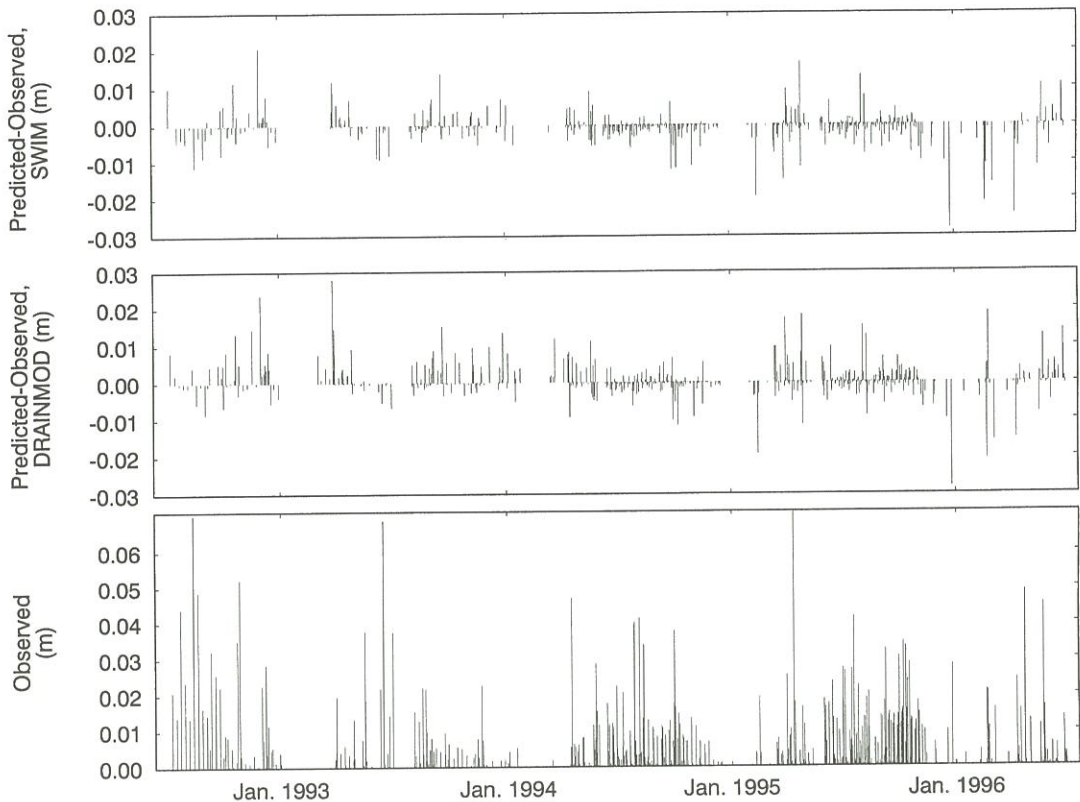 Predicted-Observed,
SWIM (m)
0.03
0.02
0.01
0.00
-0.01
-0.02
-0.03
Predicted-Observed,
DRAINMOD (m)
0.03
0.02
0.01
0.00
-0.01
-0.02
-0.03
Observed
(m)
0.06
0.05
0.04
0.03
0.02
0.01
0.00
Jan. 1993
Jan. 1994
Jan. 1995
Jan. 1996